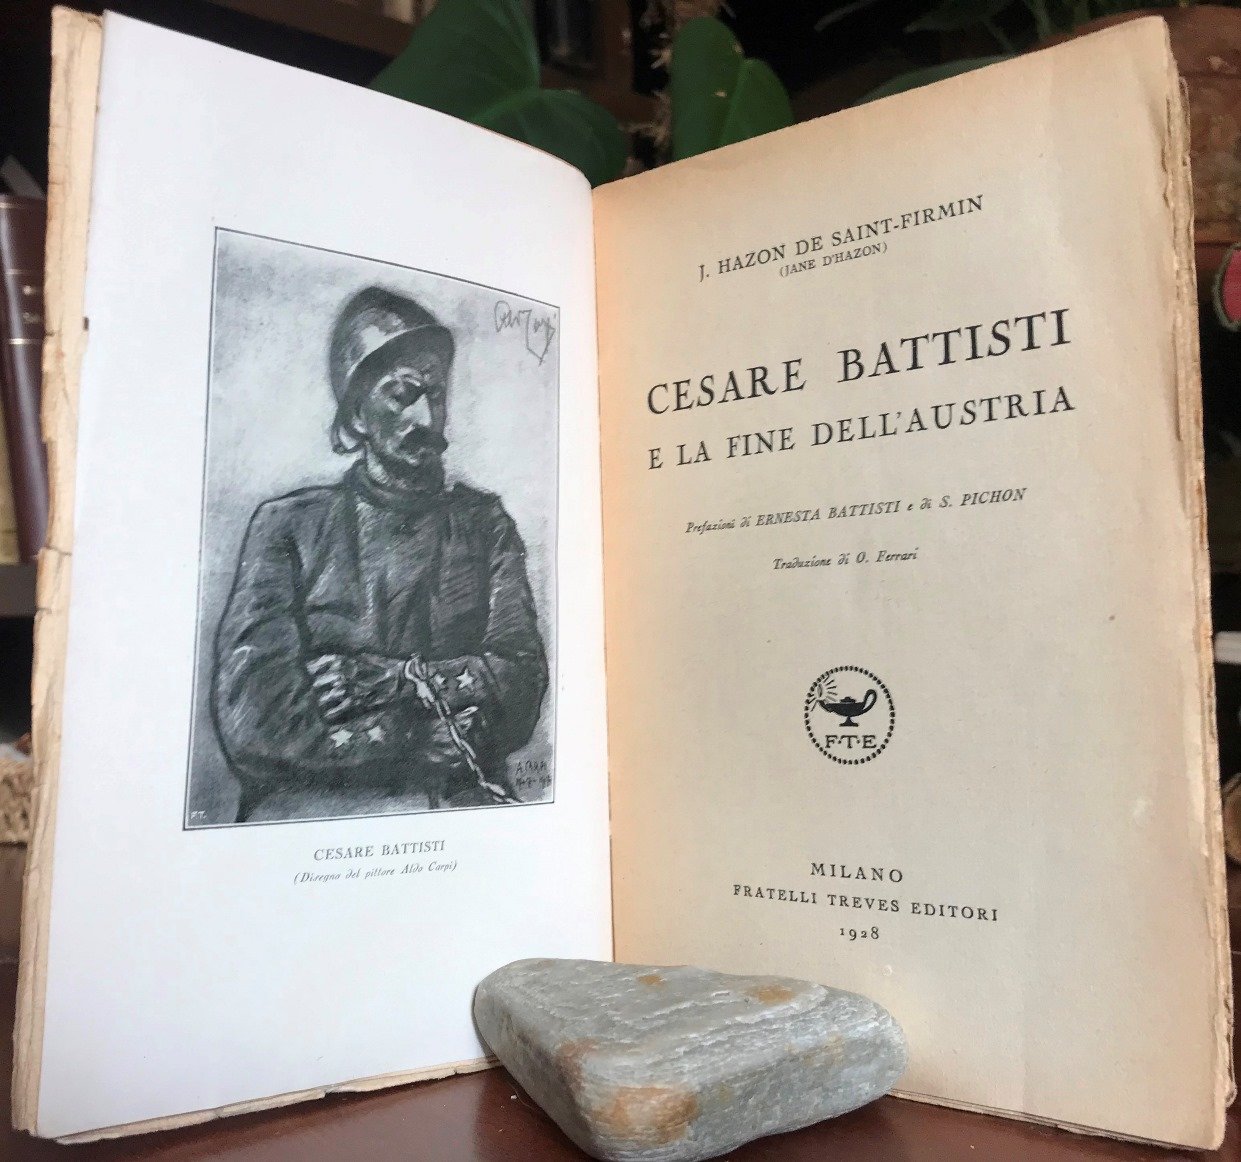 A. CARPI
F.T.
CESARE BATTISTI
(Disegno del pittore Aldo Carpi)
J. HAZON DE SAINT-FIRMIN
(JANE D'HAZON)
CESARE BATTISTI
E LA FINE DELL'AUSTRIA
Prefazioni di ERNESTA BATTISTI e di S. PICHON
Traduzione di O. Ferrari
F·T·E
MILANO
FRATELLI TREVES EDITORI
1928